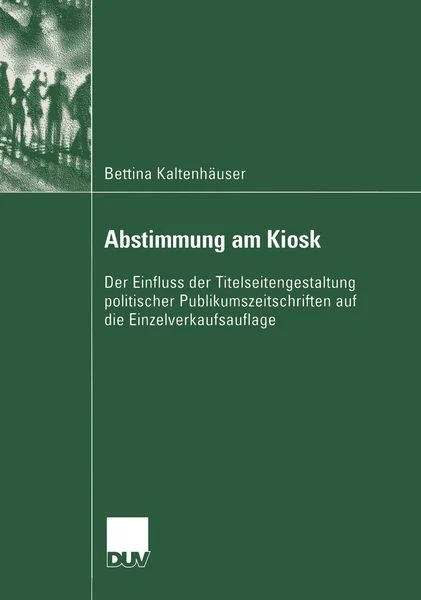 Bettina Kaltenhäuser
Abstimmung am Kiosk
Der Einfluss der Titelseitengestaltung
politischer Publikumszeitschriften auf
die Einzelverkaufsauflage
DUV